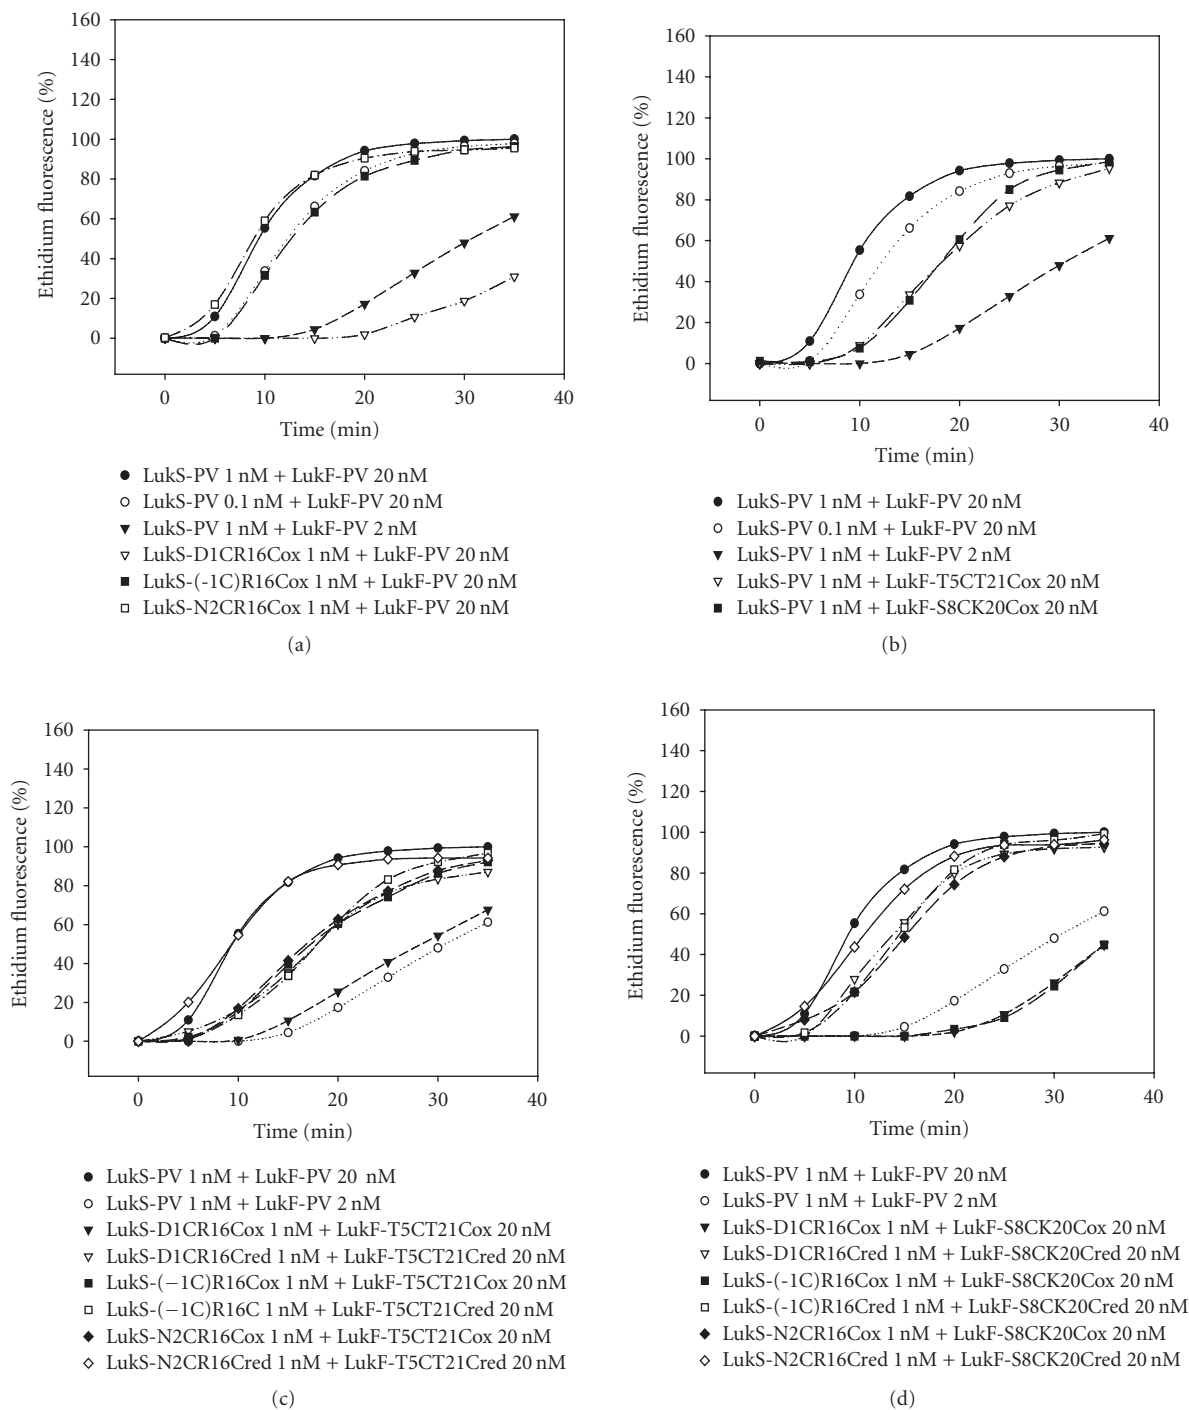 160
140
120
100
80
60
40
20
0
Ethidium fluorescence (%)
0 10 20 30 40
Time (min)
LukS-PV 1 nM + LukF-PV 20 nM
LukS-PV 0.1 nM + LukF-PV 20 nM
LukS-PV 1 nM + LukF-PV 2 nM
LukS-D1CR16Cox 1 nM + LukF-PV 20 nM
LukS-(-1C)R16Cox 1 nM + LukF-PV 20 nM
LukS-N2CR16Cox 1 nM + LukF-PV 20 nM
(a)
160
140
120
100
80
60
40
20
0
Ethidium fluorescence (%)
0 10 20 30 40
Time (min)
LukS-PV 1 nM + LukF-PV 20 nM
LukS-PV 0.1 nM + LukF-PV 20 nM
LukS-PV 1 nM + LukF-PV 2 nM
LukS-PV 1 nM + LukF-T5CT21Cox 20 nM
LukS-PV 1 nM + LukF-S8CK20Cox 20 nM
(b)
160
140
120
100
80
60
40
20
0
Ethidium fluorescence (%)
0 10 20 30 40
Time (min)
LukS-PV 1 nM + LukF-PV 20 nM
LukS-PV 1 nM + LukF-PV 2 nM
LukS-D1CR16Cox 1 nM + LukF-T5CT21Cox 20 nM
LukS-D1CR16Cred 1 nM + LukF-T5CT21Cred 20 nM
LukS-(−1C)R16Cox 1 nM + LukF-T5CT21Cox 20 nM
LukS-(−1C)R16C 1 nM + LukF-T5CT21Cred 20 nM
LukS-N2CR16Cox 1 nM + LukF-T5CT21Cox 20 nM
LukS-N2CR16Cred 1 nM + LukF-T5CT21Cred 20 nM
(c)
160
140
120
100
80
60
40
20
0
Ethidium fluorescence (%)
0 10 20 30 40
Time (min)
LukS-PV 1 nM + LukF-PV 20 nM
LukS-PV 1 nM + LukF-PV 2 nM
LukS-D1CR16Cox 1 nM + LukF-S8CK20Cox 20 nM
LukS-D1CR16Cred 1 nM + LukF-S8CK20Cred 20 nM
LukS-(-1C)R16Cox 1 nM + LukF-S8CK20Cox 20 nM
LukS-(-1C)R16Cred 1 nM + LukF-S8CK20Cred 20 nM
LukS-N2CR16Cox 1 nM + LukF-S8CK20Cox 20 nM
LukS-N2CR16Cred 1 nM + LukF-S8CK20Cred 20 nM
(d)